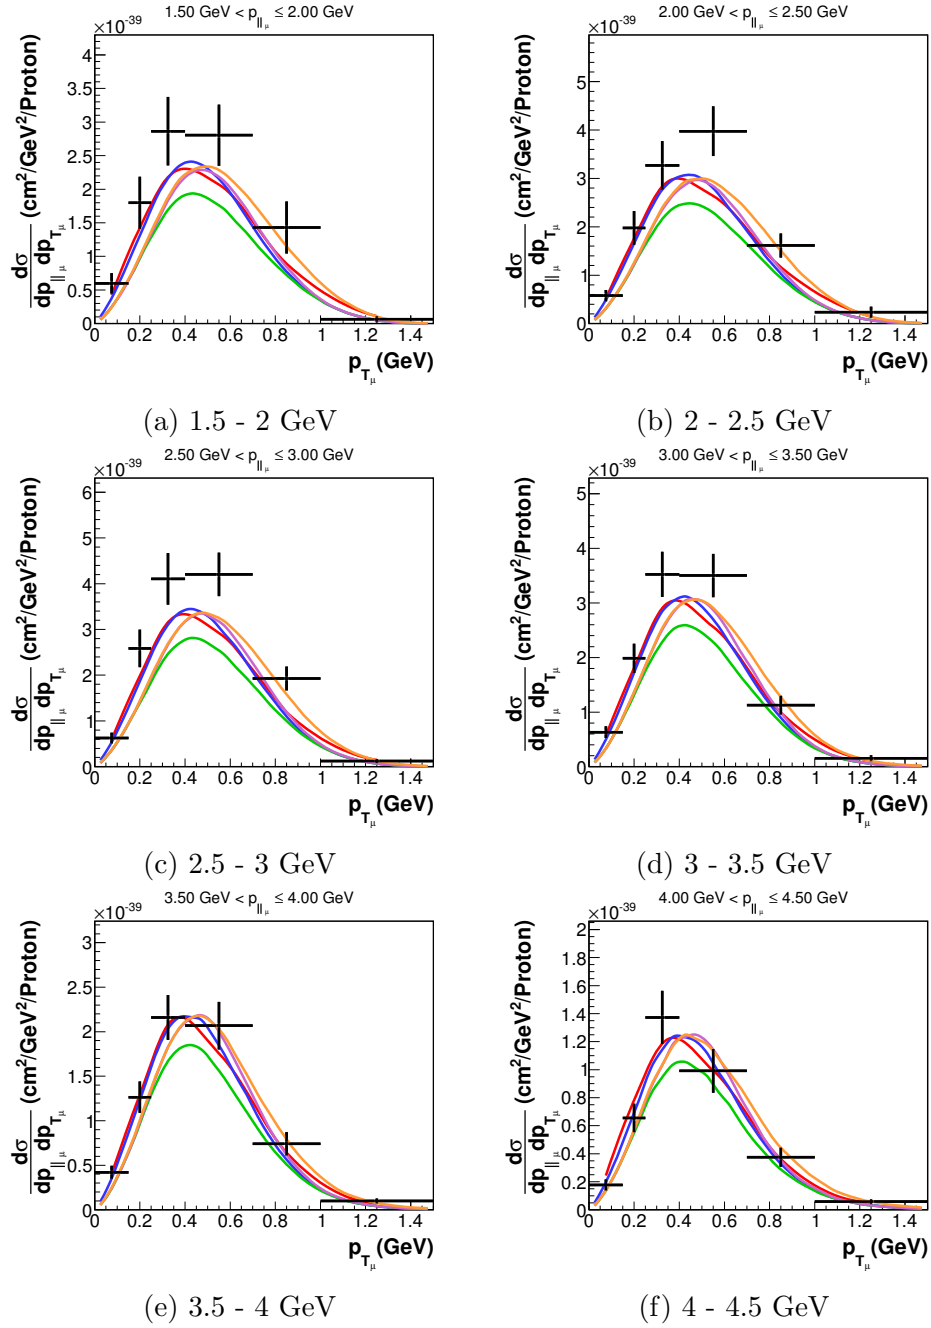 1.50 GeV < p∥μ ≤ 2.00 GeV
×10⁻³⁹
4
3.5
3
2.5
2
1.5
1
0.5
0
0 0.2 0.4 0.6 0.8 1 1.2 1.4
dσ/dp∥μ dpTμ (cm²/GeV²/Proton)
pTμ (GeV)
(a) 1.5 - 2 GeV
2.00 GeV < p∥μ ≤ 2.50 GeV
×10⁻³⁹
5
4
3
2
1
0
0 0.2 0.4 0.6 0.8 1 1.2 1.4
dσ/dp∥μ dpTμ (cm²/GeV²/Proton)
pTμ (GeV)
(b) 2 - 2.5 GeV
2.50 GeV < p∥μ ≤ 3.00 GeV
×10⁻³⁹
6
5
4
3
2
1
0
0 0.2 0.4 0.6 0.8 1 1.2 1.4
dσ/dp∥μ dpTμ (cm²/GeV²/Proton)
pTμ (GeV)
(c) 2.5 - 3 GeV
3.00 GeV < p∥μ ≤ 3.50 GeV
×10⁻³⁹
5
4
3
2
1
0
0 0.2 0.4 0.6 0.8 1 1.2 1.4
dσ/dp∥μ dpTμ (cm²/GeV²/Proton)
pTμ (GeV)
(d) 3 - 3.5 GeV
3.50 GeV < p∥μ ≤ 4.00 GeV
×10⁻³⁹
3
2.5
2
1.5
1
0.5
0
0 0.2 0.4 0.6 0.8 1 1.2 1.4
dσ/dp∥μ dpTμ (cm²/GeV²/Proton)
pTμ (GeV)
(e) 3.5 - 4 GeV
4.00 GeV < p∥μ ≤ 4.50 GeV
×10⁻³⁹
2
1.8
1.6
1.4
1.2
1
0.8
0.6
0.4
0.2
0
0 0.2 0.4 0.6 0.8 1 1.2 1.4
dσ/dp∥μ dpTμ (cm²/GeV²/Proton)
pTμ (GeV)
(f) 4 - 4.5 GeV